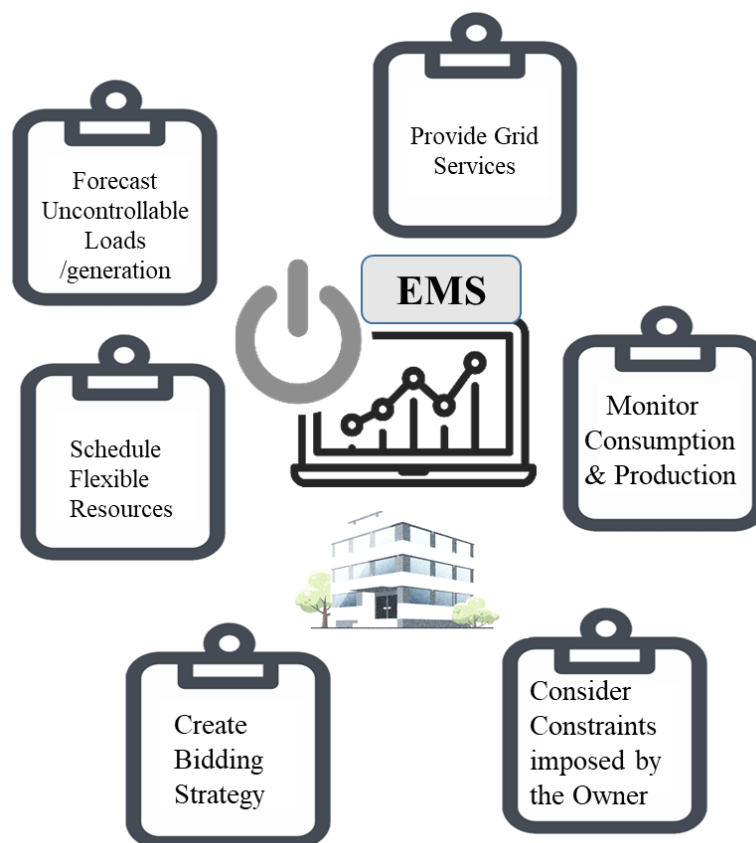 Provide Grid
Services
Forecast
Uncontrollable
Loads
/generation
EMS
Schedule
Flexible
Resources
Monitor
Consumption
& Production
Create
Bidding
Strategy
Consider
Constraints
imposed by
the Owner